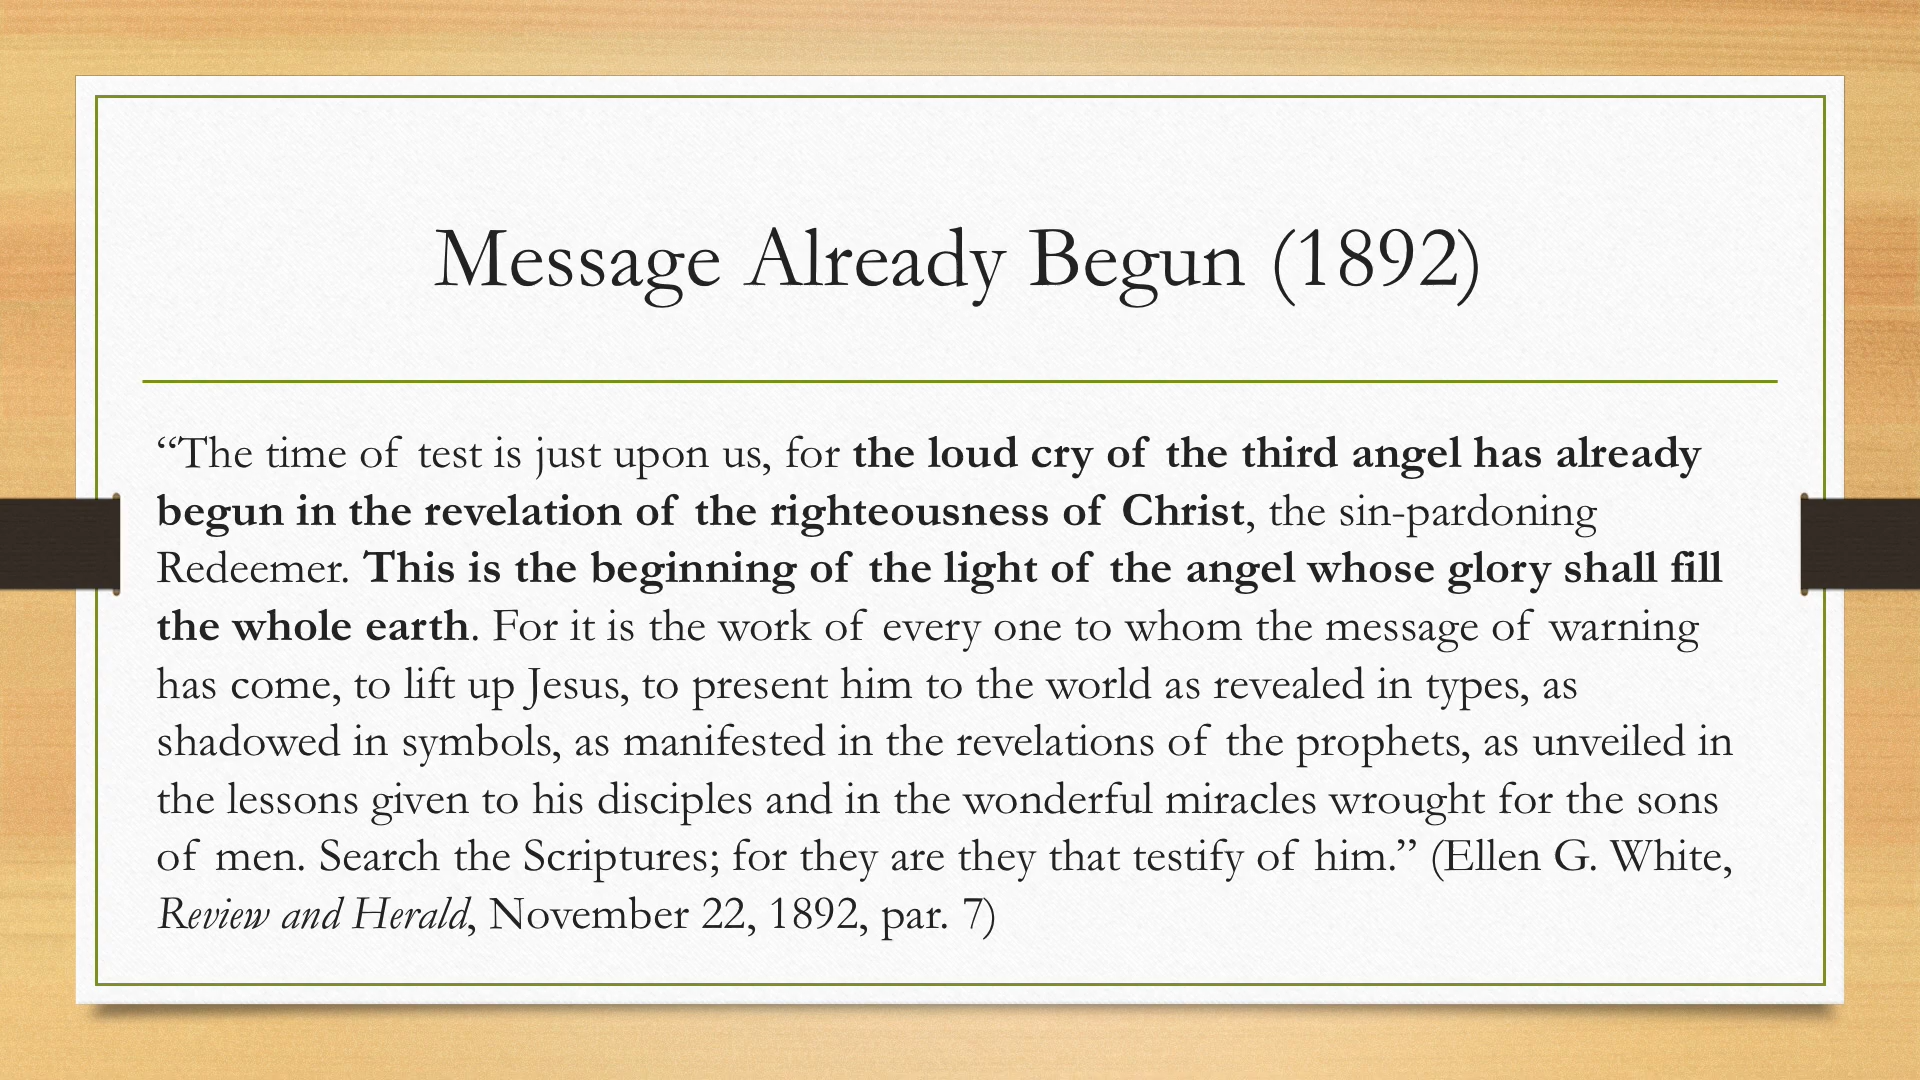 Message Already Begun (1892)
“The time of test is just upon us, for the loud cry of the third angel has already
begun in the revelation of the righteousness of Christ, the sin-pardoning
Redeemer. This is the beginning of the light of the angel whose glory shall fill
the whole earth. For it is the work of every one to whom the message of warning
has come, to lift up Jesus, to present him to the world as revealed in types, as
shadowed in symbols, as manifested in the revelations of the prophets, as unveiled in
the lessons given to his disciples and in the wonderful miracles wrought for the sons
of men. Search the Scriptures; for they are they that testify of him.” (Ellen G. White,
Review and Herald, November 22, 1892, par. 7)